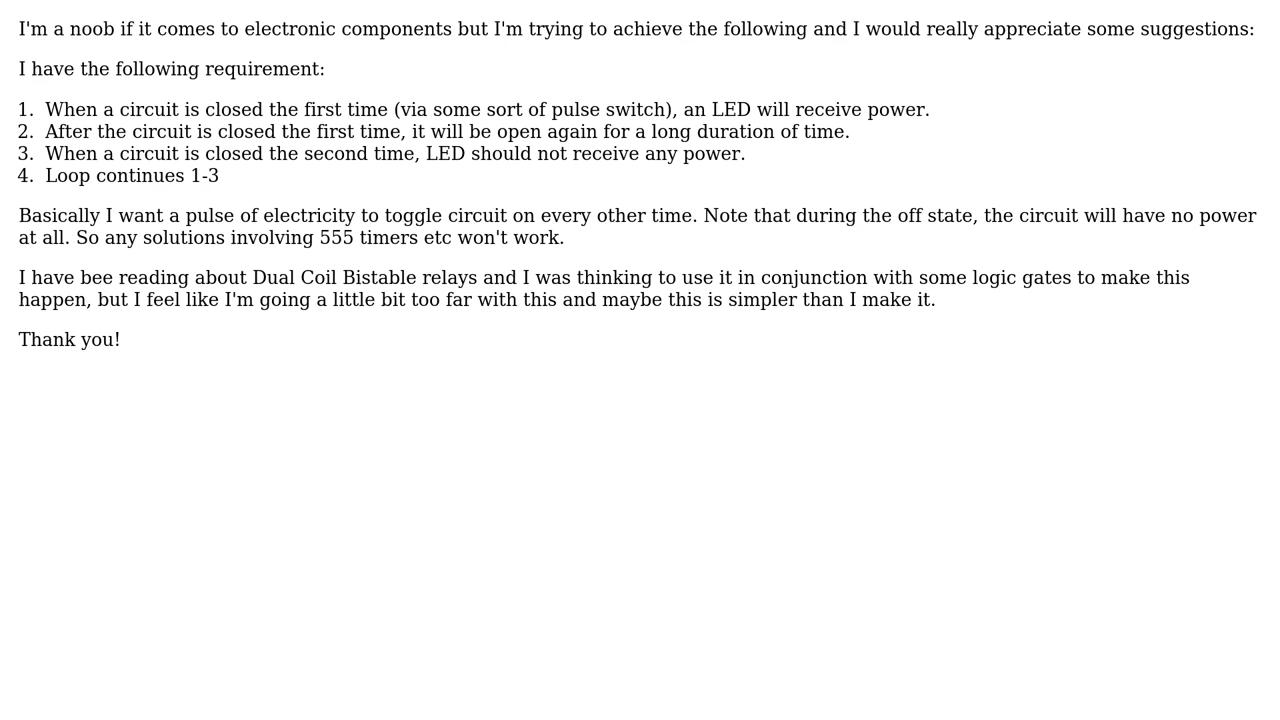 I'm a noob if it comes to electronic components but I'm trying to achieve the following and I would really appreciate some suggestions:
I have the following requirement:
1. When a circuit is closed the first time (via some sort of pulse switch), an LED will receive power.
2. After the circuit is closed the first time, it will be open again for a long duration of time.
3. When a circuit is closed the second time, LED should not receive any power.
4. Loop continues 1-3
Basically I want a pulse of electricity to toggle circuit on every other time. Note that during the off state, the circuit will have no power
at all. So any solutions involving 555 timers etc won't work.
I have bee reading about Dual Coil Bistable relays and I was thinking to use it in conjunction with some logic gates to make this
happen, but I feel like I'm going a little bit too far with this and maybe this is simpler than I make it.
Thank you!